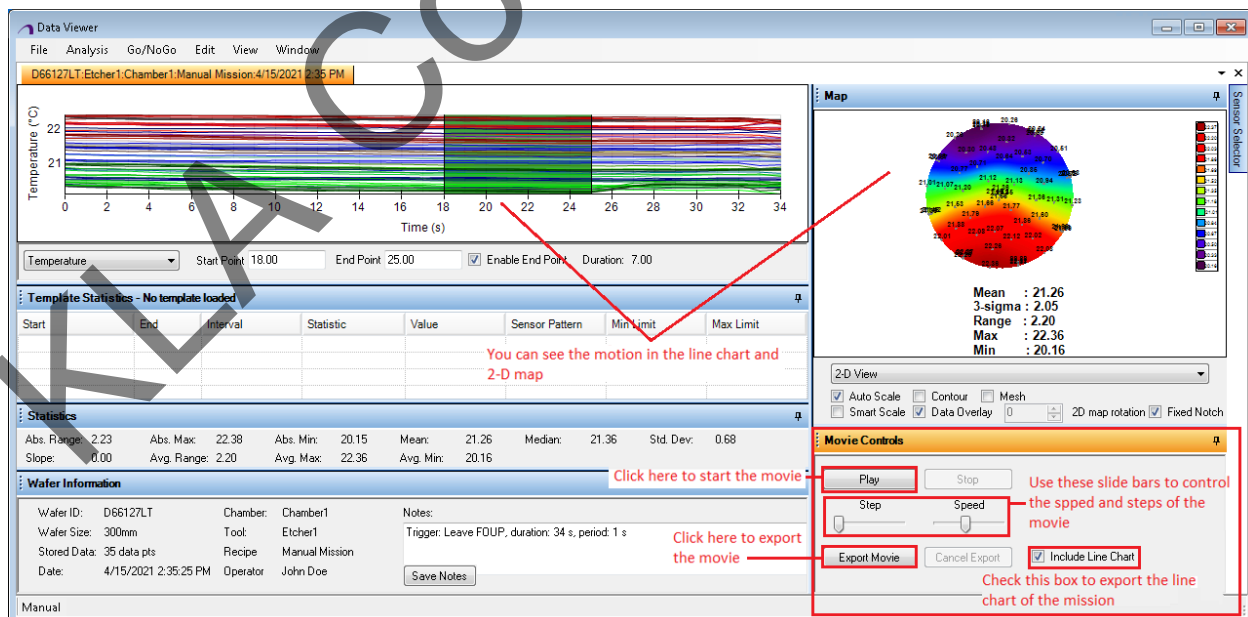 Data Viewer
File Analysis Go/NoGo Edit View Window
D66127LT:Etcher1:Chamber1:Manual Mission:4/15/2021 2:35 PM
Temperature (°C)
22
21
0 2 4 6 8 10 12 14 16 18 20 22 24 26 28 30 32 34
Time (s)
Temperature Start Point 18.00 End Point 25.00 Enable End Point Duration: 7.00
Template Statistics - No template loaded
Start End Interval Statistic Value Sensor Pattern Min Limit Max Limit
You can see the motion in the line chart and
2-D map
Statistics
Abs. Range: 2.23 Abs. Max: 22.38 Abs. Min: 20.15 Mean: 21.26 Median: 21.36 Std. Dev: 0.68
Slope: 0.00 Avg. Range: 2.20 Avg. Max: 22.36 Avg. Min: 20.16
Click here to start the movie
Wafer Information
Wafer ID: D66127LT Chamber: Chamber1 Notes:
Wafer Size: 300mm Tool: Etcher1 Trigger: Leave FOUP, duration: 34 s, period: 1 s
Stored Data: 35 data pts Recipe Manual Mission
Date: 4/15/2021 2:35:25 PM Operator John Doe
Save Notes
Click here to export
the movie
Manual
Map
Sensor Selector
Mean : 21.26
3-sigma : 2.05
Range : 2.20
Max : 22.36
Min : 20.16
2-D View
Auto Scale Contour Mesh
Smart Scale Data Overlay 0 2D map rotation Fixed Notch
Movie Controls
Play Stop
Step Speed
Use these slide bars to control
the spped and steps of the
movie
Export Movie Cancel Export Include Line Chart
Check this box to export the line
chart of the mission
KLA CO